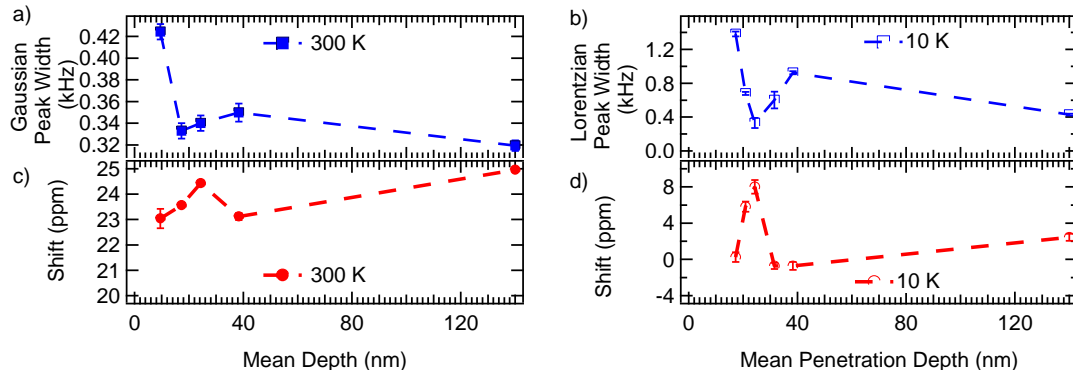 a)
Gaussian
Peak Width
(kHz)
0.42
0.40
0.38
0.36
0.34
0.32
300 K
b)
Lorentzian
Peak Width
(kHz)
1.2
0.8
0.4
0.0
10 K
c)
Shift (ppm)
25
24
23
22
21
20
300 K
0
40
80
120
Mean Depth (nm)
d)
Shift (ppm)
8
4
0
-4
10 K
0
40
80
120
Mean Penetration Depth (nm)